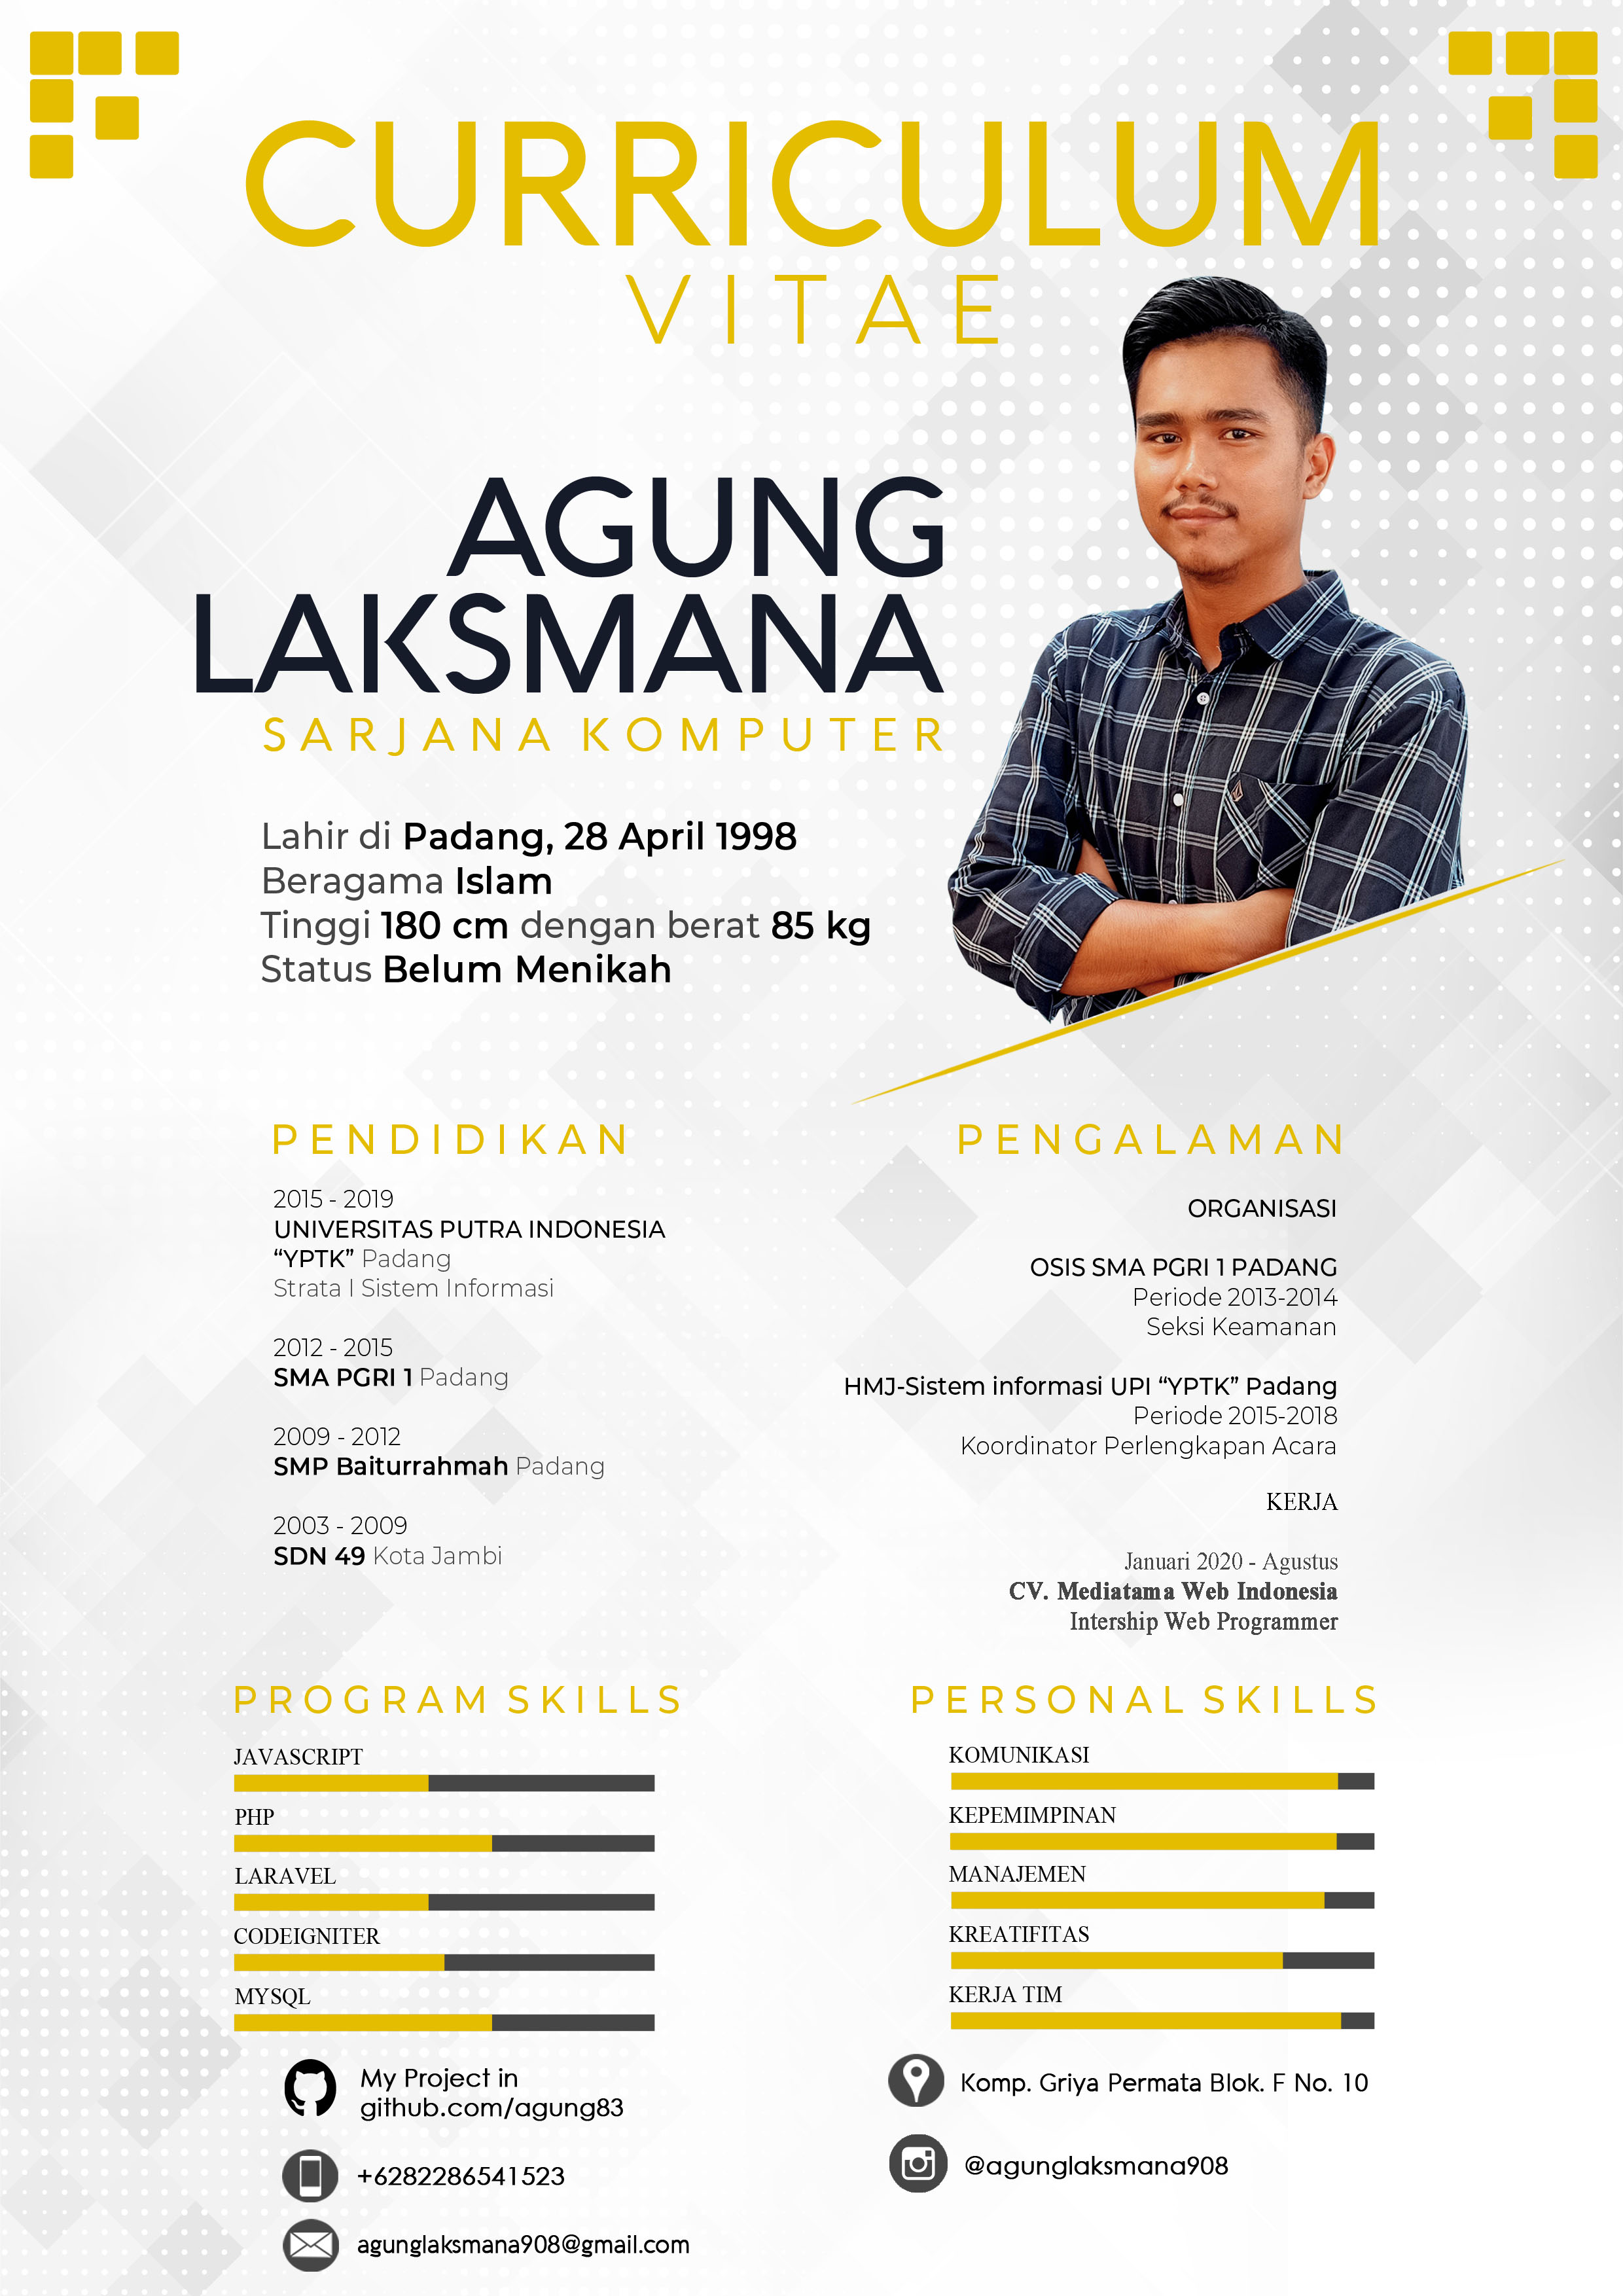 CURRICULUM
VITAE
AGUNG
LAKSMANA
SARJANA KOMPUTER
Lahir di Padang, 28 April 1998
Beragama Islam
Tinggi 180 cm dengan berat 85 kg
Status Belum Menikah
PENDIDIKAN
2015 - 2019
UNIVERSITAS PUTRA INDONESIA
“YPTK” Padang
Strata I Sistem Informasi
2012 - 2015
SMA PGRI 1 Padang
2009 - 2012
SMP Baiturrahmah Padang
2003 - 2009
SDN 49 Kota Jambi
PENGALAMAN
ORGANISASI
OSIS SMA PGRI 1 PADANG
Periode 2013-2014
Seksi Keamanan
HMJ-Sistem informasi UPI “YPTK” Padang
Periode 2015-2018
Koordinator Perlengkapan Acara
KERJA
Januari 2020 - Agustus
CV. Mediatama Web Indonesia
Intership Web Programmer
PROGRAM SKILLS
JAVASCRIPT
PHP
LARAVEL
CODEIGNITER
MYSQL
PERSONAL SKILLS
KOMUNIKASI
KEPEMIMPINAN
MANAJEMEN
KREATIFITAS
KERJA TIM
My Project in
github.com/agung83
+6282286541523
agunglaksmana908@gmail.com
Komp. Griya Permata Blok. F No. 10
@agunglaksmana908